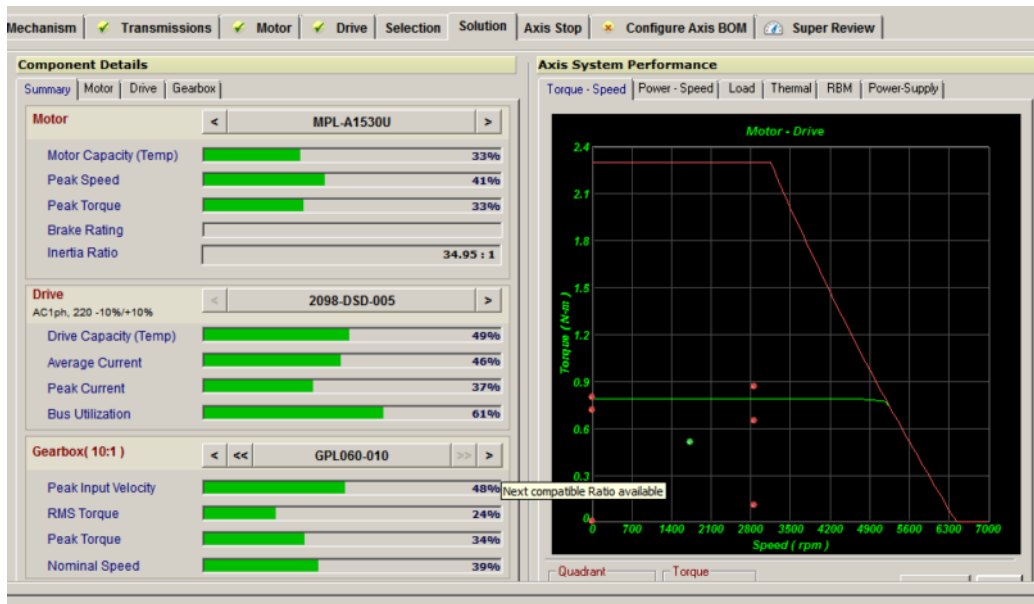 Mechanism Transmissions Motor Drive Selection Solution Axis Stop Configure Axis BOM Super Review
Component Details
Summary Motor Drive Gearbox
Motor < MPL-A1530U >
Motor Capacity (Temp) 33%
Peak Speed 41%
Peak Torque 33%
Brake Rating
Inertia Ratio 34.95 : 1
Drive < 2098-DSD-005 >
AC1ph, 220 -10%/+10%
Drive Capacity (Temp) 49%
Average Current 46%
Peak Current 37%
Bus Utilization 61%
Gearbox( 10:1 ) < << GPL060-010 >> >
Peak Input Velocity 48%
RMS Torque 24%
Peak Torque 34%
Nominal Speed 39%
Next compatible Ratio available
Axis System Performance
Torque - Speed Power - Speed Load Thermal RBM Power-Supply
Motor - Drive
2.4
2.1
1.8
1.5
1.2
0.9
0.6
0.3
0
Torque ( N-m )
0 700 1400 2100 2800 3500 4200 4900 5600 6300 7000
Speed ( rpm )
Quadrant Torque